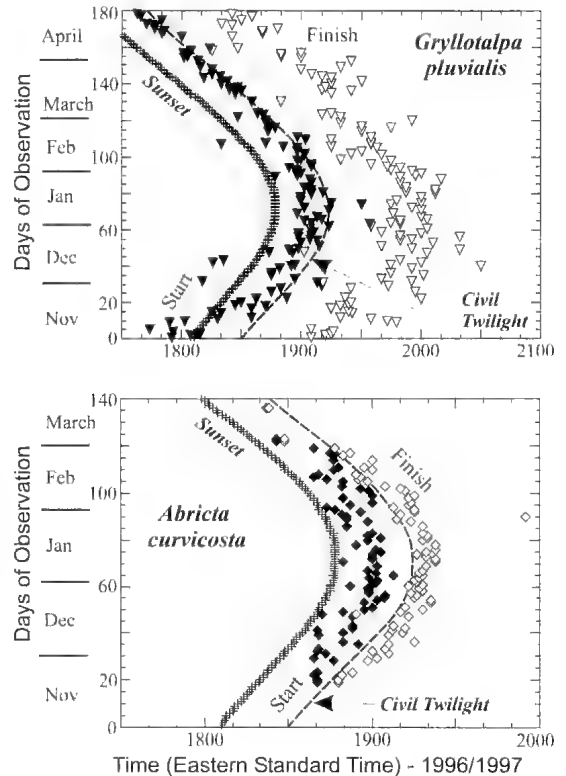 180
April
Finish
Gryllotalpa
pluvialis
140
Sunset
March
100
Feb
Jan
60
Dec
Start
20
Nov
Civil
Twilight
0
1800
1900
2000
2100
Days of Observation
140
March
Sunset
Finish
Feb
100
Abricta
curvicosta
Jan
60
Dec
20
Start
Nov
Civil Twilight
0
1800
1900
2000
Days of Observation
Time (Eastern Standard Time) - 1996/1997